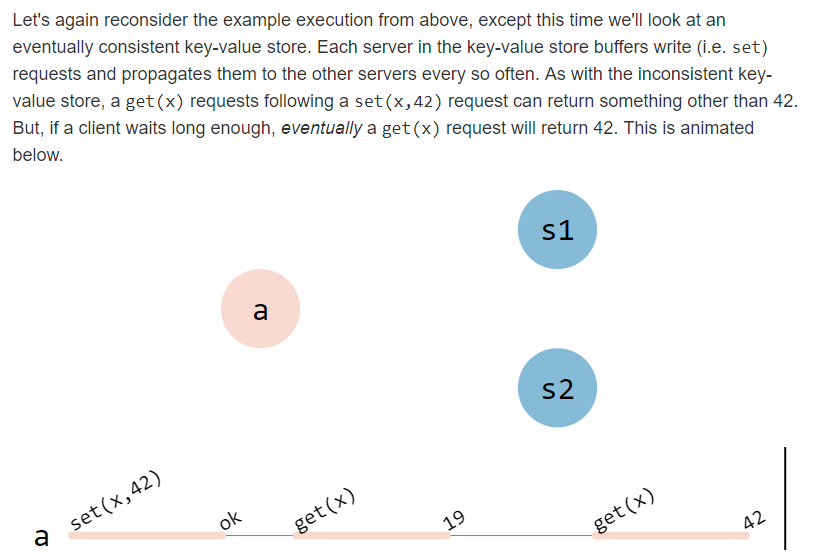 Let's again reconsider the example execution from above, except this time we'll look at an
eventually consistent key-value store. Each server in the key-value store buffers write (i.e. set)
requests and propagates them to the other servers every so often. As with the inconsistent key-
value store, a get(x) requests following a set(x,42) request can return something other than 42.
But, if a client waits long enough, eventually a get(x) request will return 42. This is animated
below.
s1
a
s2
a set(x,42) ok get(x) 19 get(x) 42